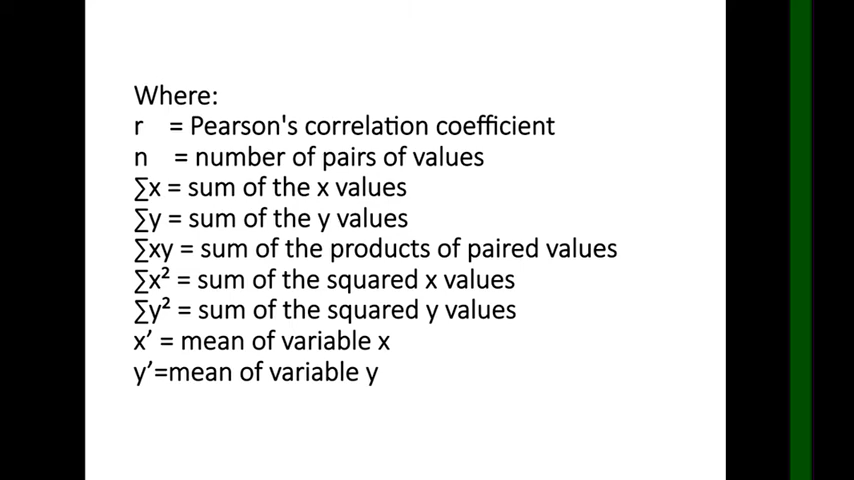 Where:
r = Pearson's correlation coefficient
n = number of pairs of values
∑x = sum of the x values
∑y = sum of the y values
∑xy = sum of the products of paired values
∑x² = sum of the squared x values
∑y² = sum of the squared y values
x’ = mean of variable x
y’=mean of variable y